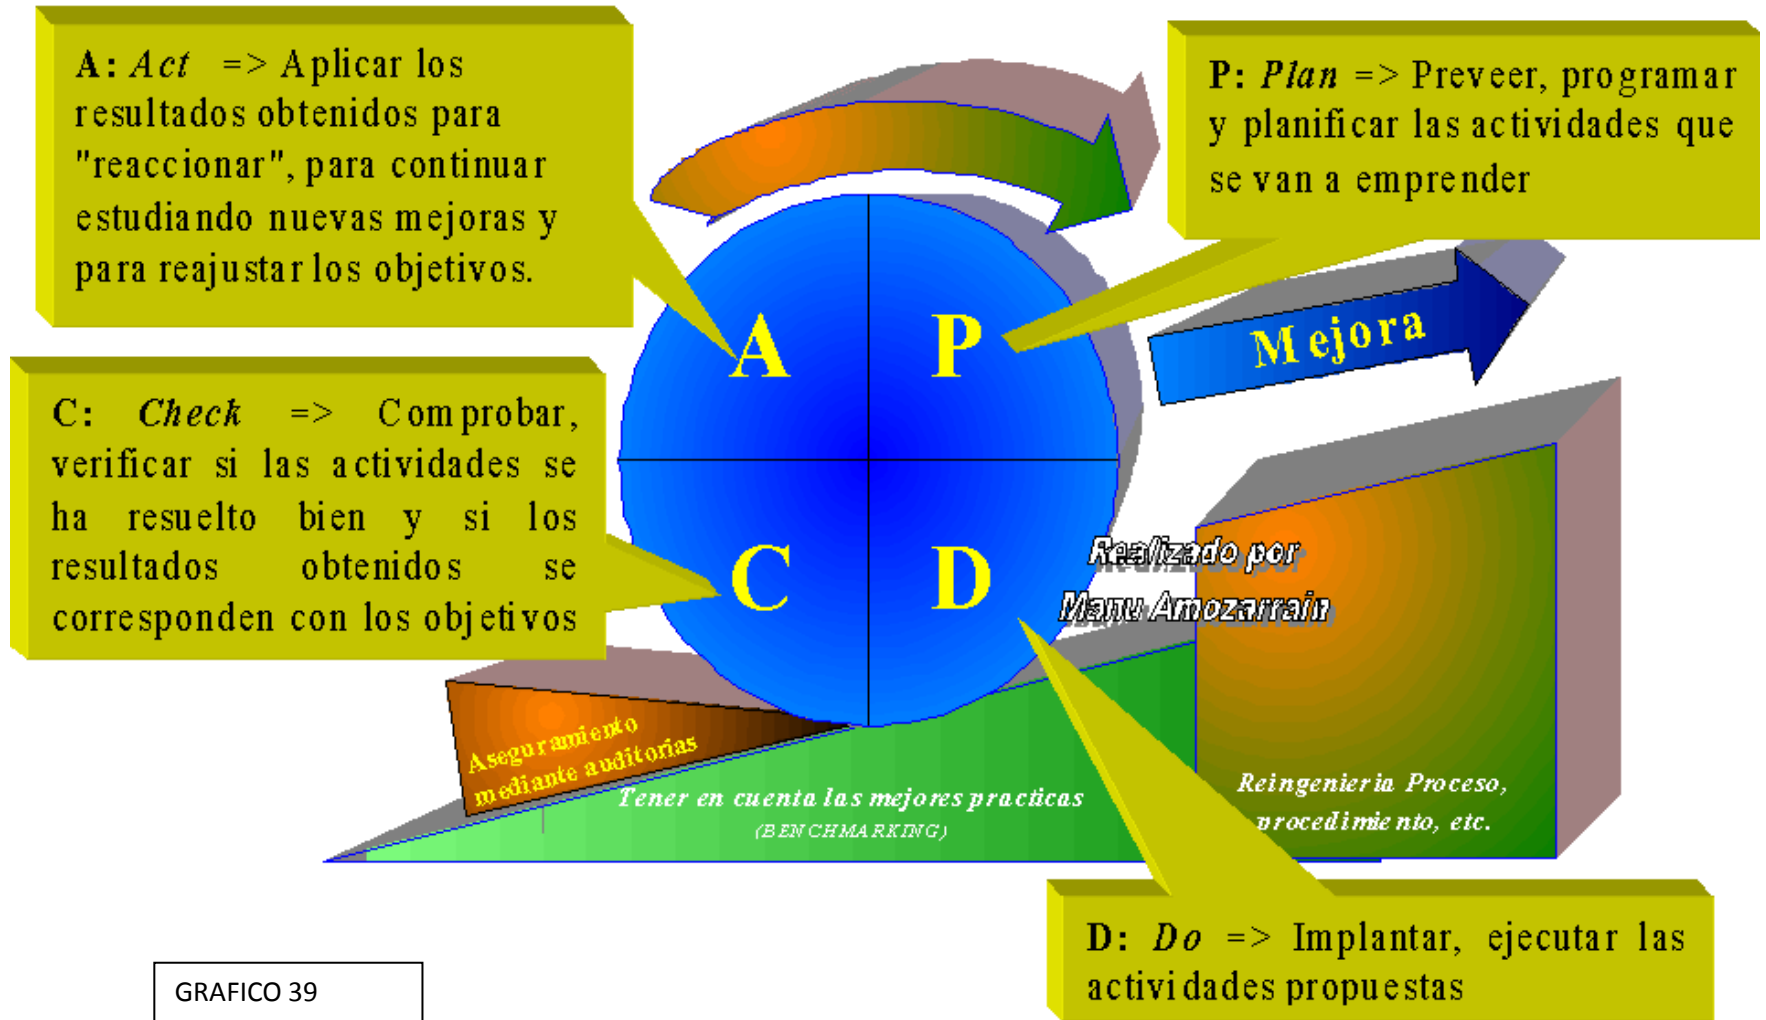 A: Act => Aplicar los
resultados obtenidos para
"reaccionar", para continuar
estudiando nuevas mejoras y
para reajustar los objetivos.
P: Plan => Preveer, programar
y planificar las actividades que
se van a emprender
Mejora
A
P
C: Check => Comprobar,
verificar si las actividades se
ha resuelto bien y si los
resultados obtenidos se
corresponden con los objetivos
C
D
Realizado por
Manu Amozarrain
Aseguramiento
mediante auditorias
Tener en cuenta las mejores practicas
(BENCHMARKING)
Reingenieria Proceso,
procedimiento, etc.
D: Do => Implantar, ejecutar las
actividades propuestas
GRAFICO 39